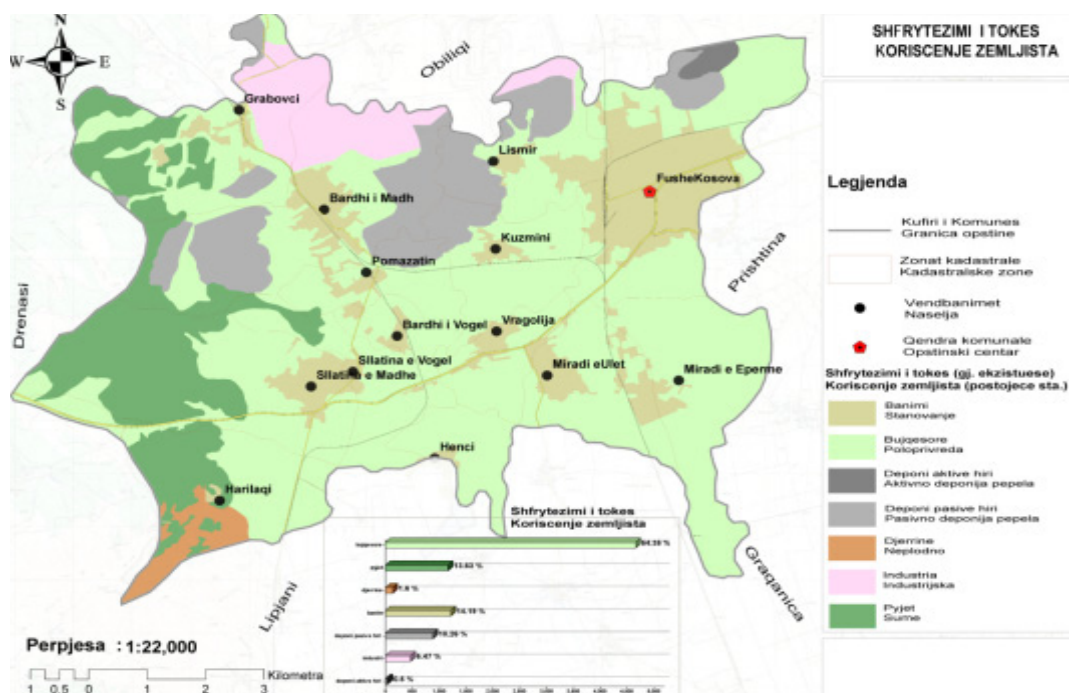 SHFRYTEZIMI I TOKES
KORISCENJE ZEMLJISTA
N
W
E
S
Obiliqi
Grabovci
Lismir
FusheKosova
Bardhi i Madh
Kuzmini
Pomazatin
Prishtina
Drenasi
Bardhi i Vogel
Vragolija
Sllatina e Vogel
Sllatina e Madhe
Miradi eUlet
Miradi e Eperme
Henci
Harilaqi
Lipjani
Graqanica
Legjenda
Kufiri i Komunes
Granica opstine
Zonat kadastrale
Kadastralske zone
Vendbanimet
Naselja
Qendra komunale
Opstinski centar
Shfrytezimi i tokes (gj. ekzistuese)
Koriscenje zemljista (postojece sta.)
Banimi
Stanovanje
Bujqesore
Poloprivreda
Deponi aktive hiri
Aktivno deponija pepela
Deponi pasive hiri
Pasivno deponija pepela
Djerrine
Neplodno
Industria
Industrijska
Pyjet
Sume
Shfrytezimi i tokes
Koriscenje zemljista
Perpjesa : 1:22,000
Kilometra
1 0.5 0 1 2 3